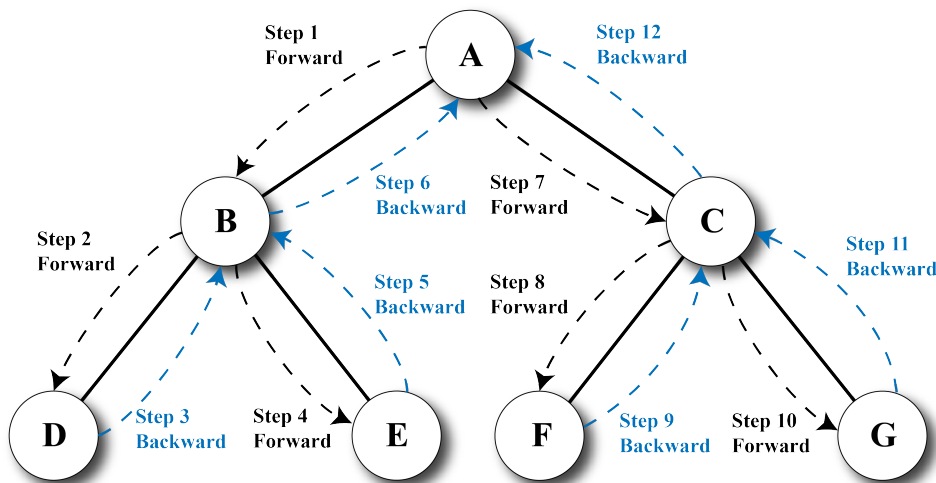 Step 1
Forward
A
Step 12
Backward
Step 6
Backward
Step 7
Forward
B
C
Step 2
Forward
Step 5
Backward
Step 8
Forward
Step 11
Backward
D
Step 3
Backward
Step 4
Forward
E
F
Step 9
Backward
Step 10
Forward
G